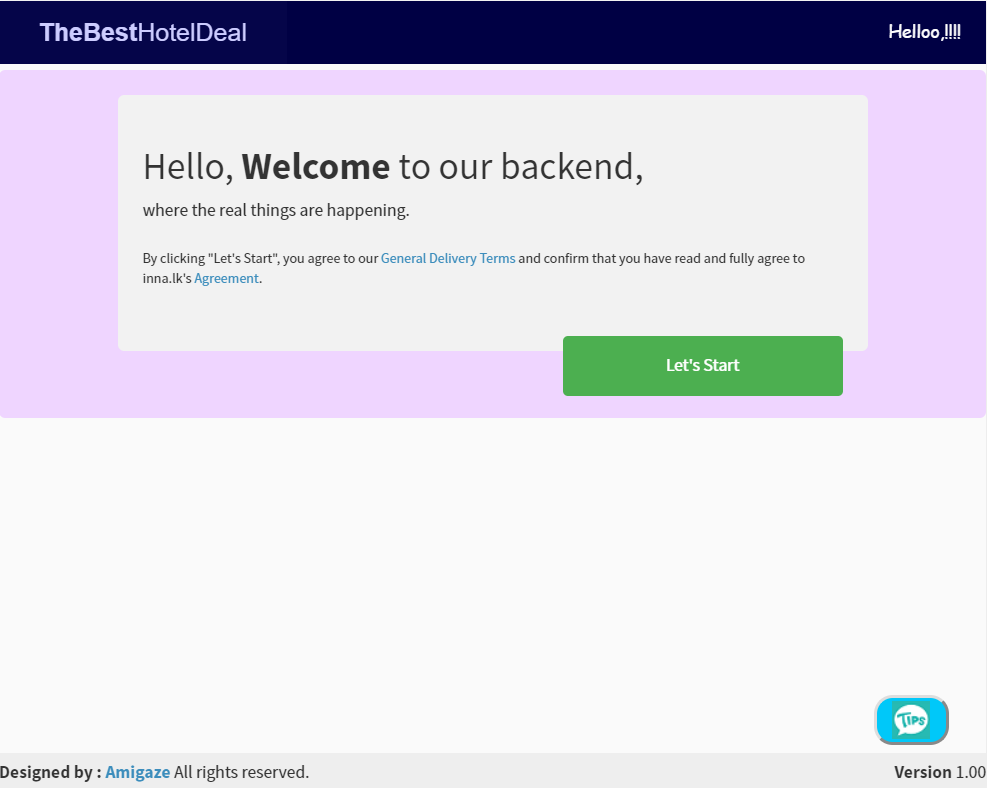 TheBestHotelDeal
Helloo,!!!!
Hello, Welcome to our backend,
where the real things are happening.
By clicking "Let's Start", you agree to our General Delivery Terms and confirm that you have read and fully agree to
inna.lk's Agreement.
Let's Start
TIPS
Designed by : Amigaze All rights reserved.
Version 1.00